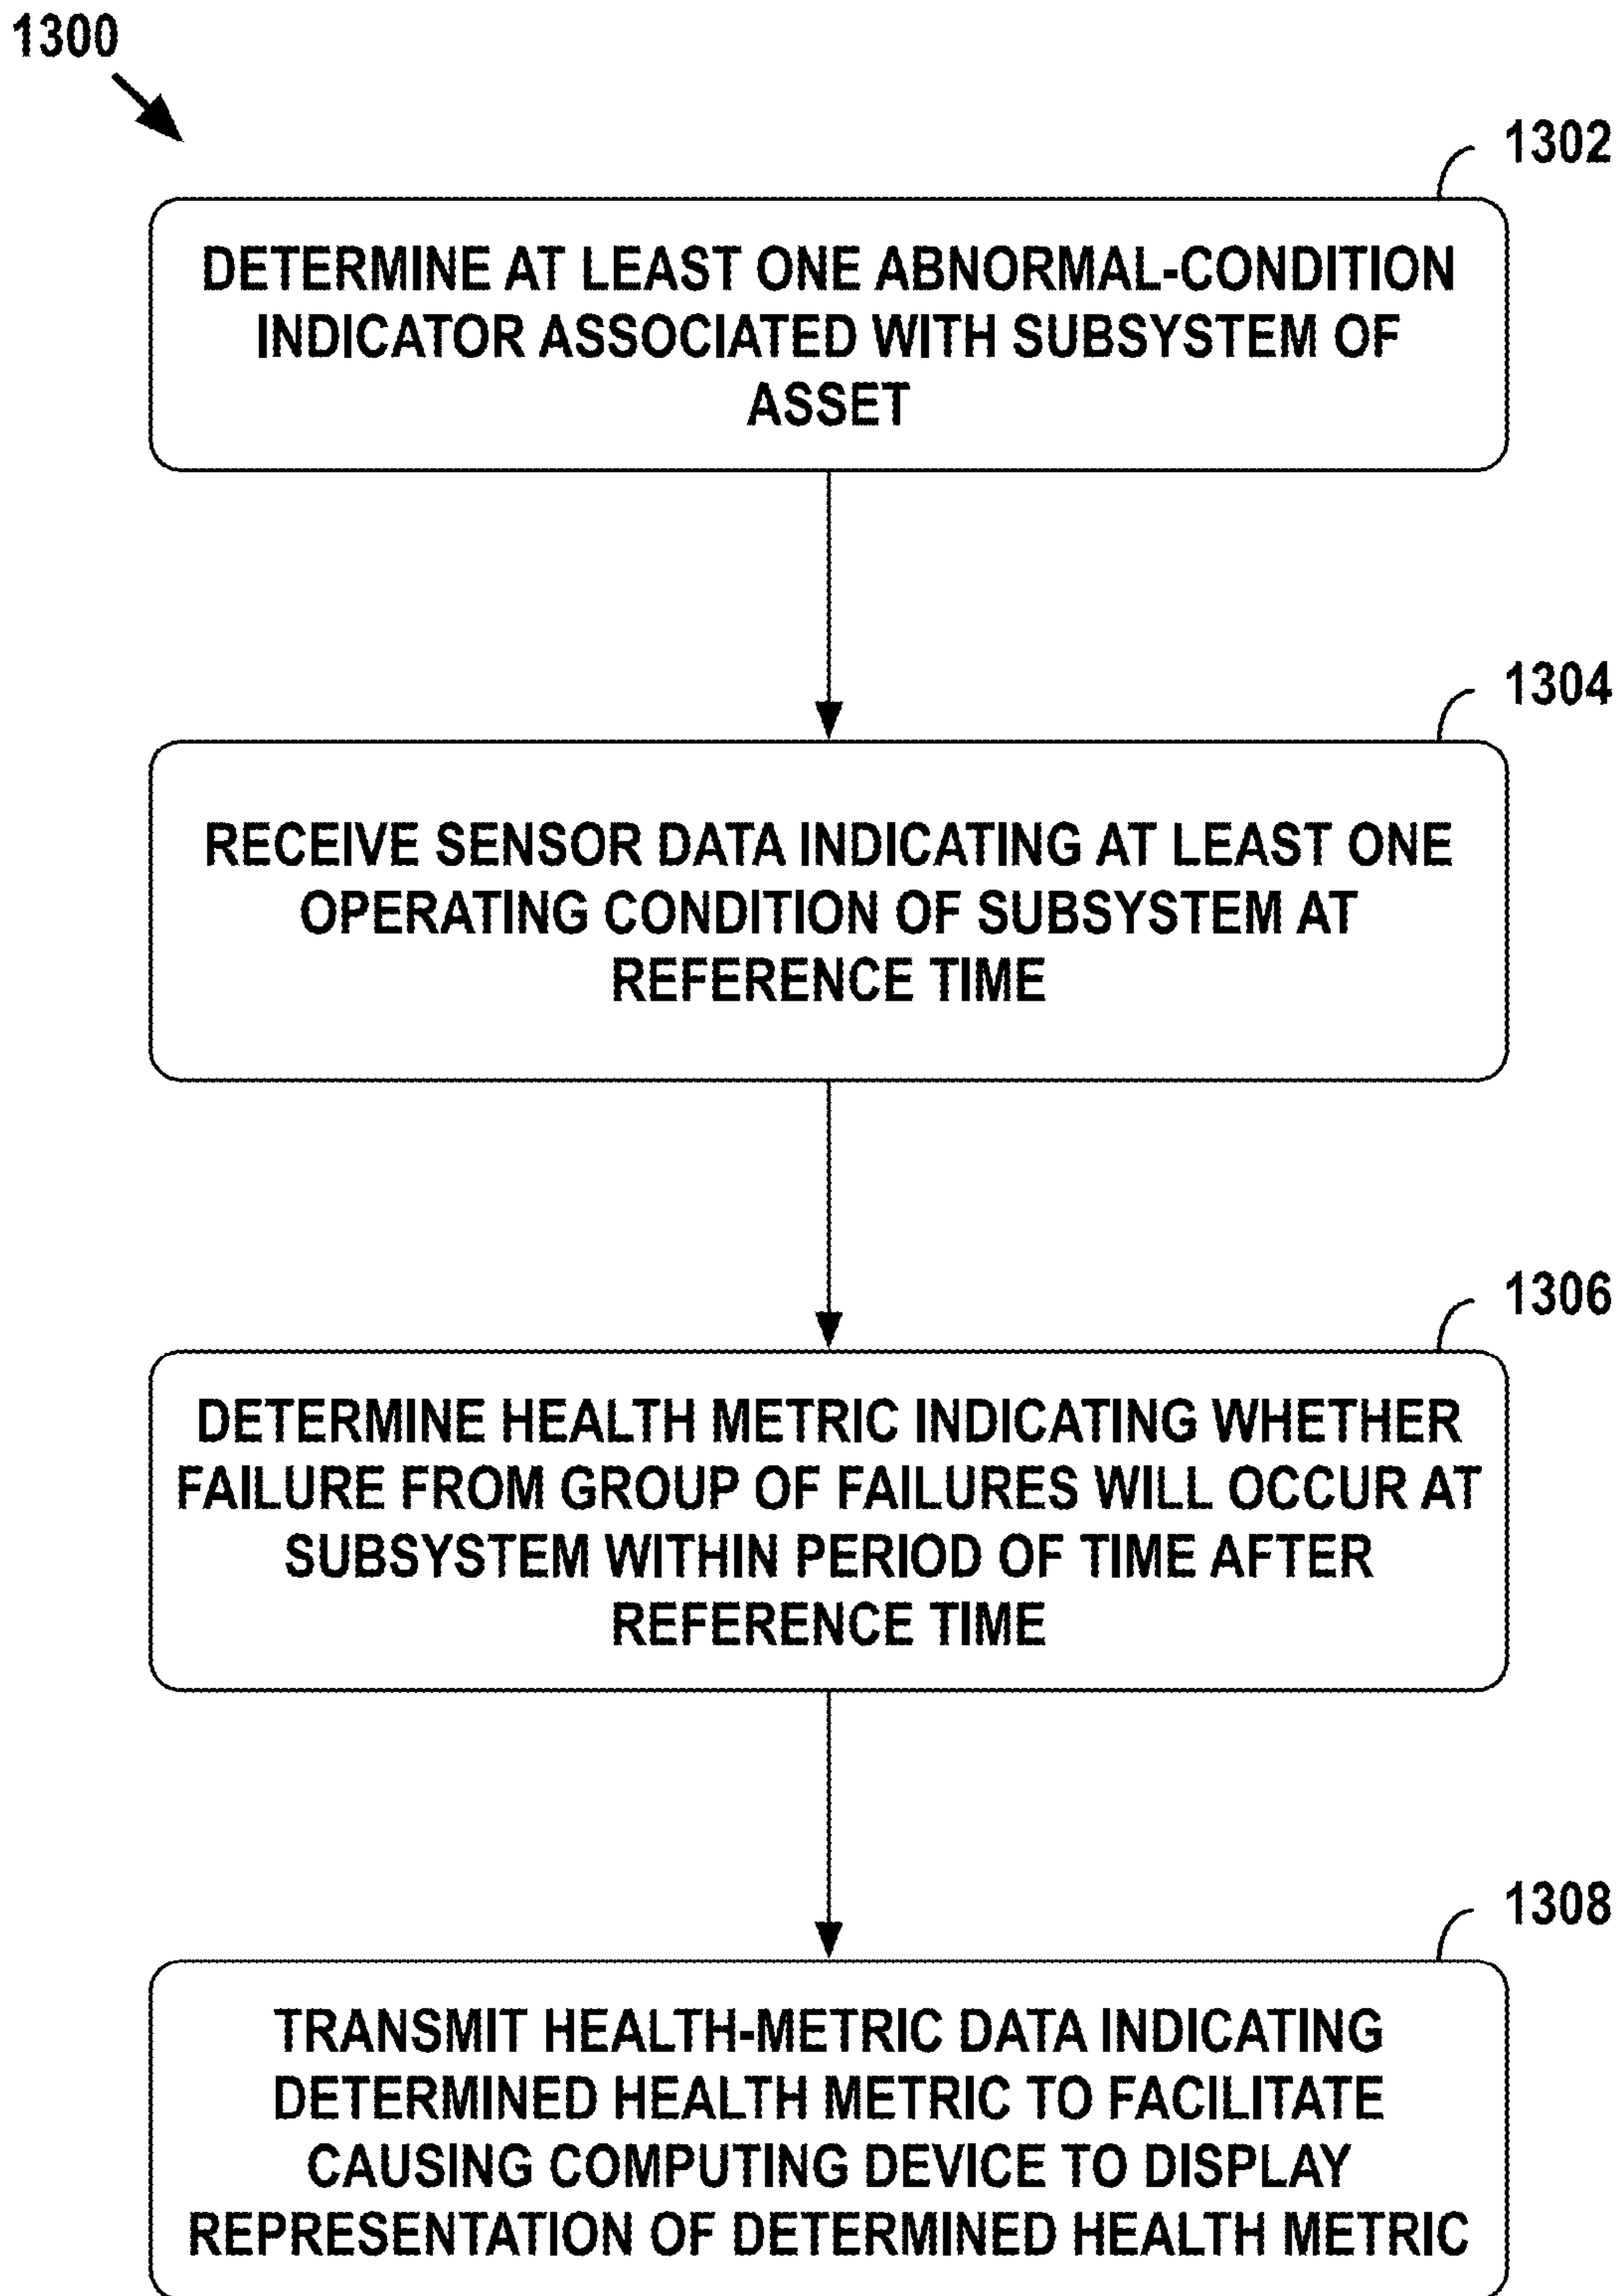 1300
1302
DETERMINE AT LEAST ONE ABNORMAL-CONDITION
INDICATOR ASSOCIATED WITH SUBSYSTEM OF
ASSET
1304
RECEIVE SENSOR DATA INDICATING AT LEAST ONE
OPERATING CONDITION OF SUBSYSTEM AT
REFERENCE TIME
1306
DETERMINE HEALTH METRIC INDICATING WHETHER
FAILURE FROM GROUP OF FAILURES WILL OCCUR AT
SUBSYSTEM WITHIN PERIOD OF TIME AFTER
REFERENCE TIME
1308
TRANSMIT HEALTH-METRIC DATA INDICATING
DETERMINED HEALTH METRIC TO FACILITATE
CAUSING COMPUTING DEVICE TO DISPLAY
REPRESENTATION OF DETERMINED HEALTH METRIC